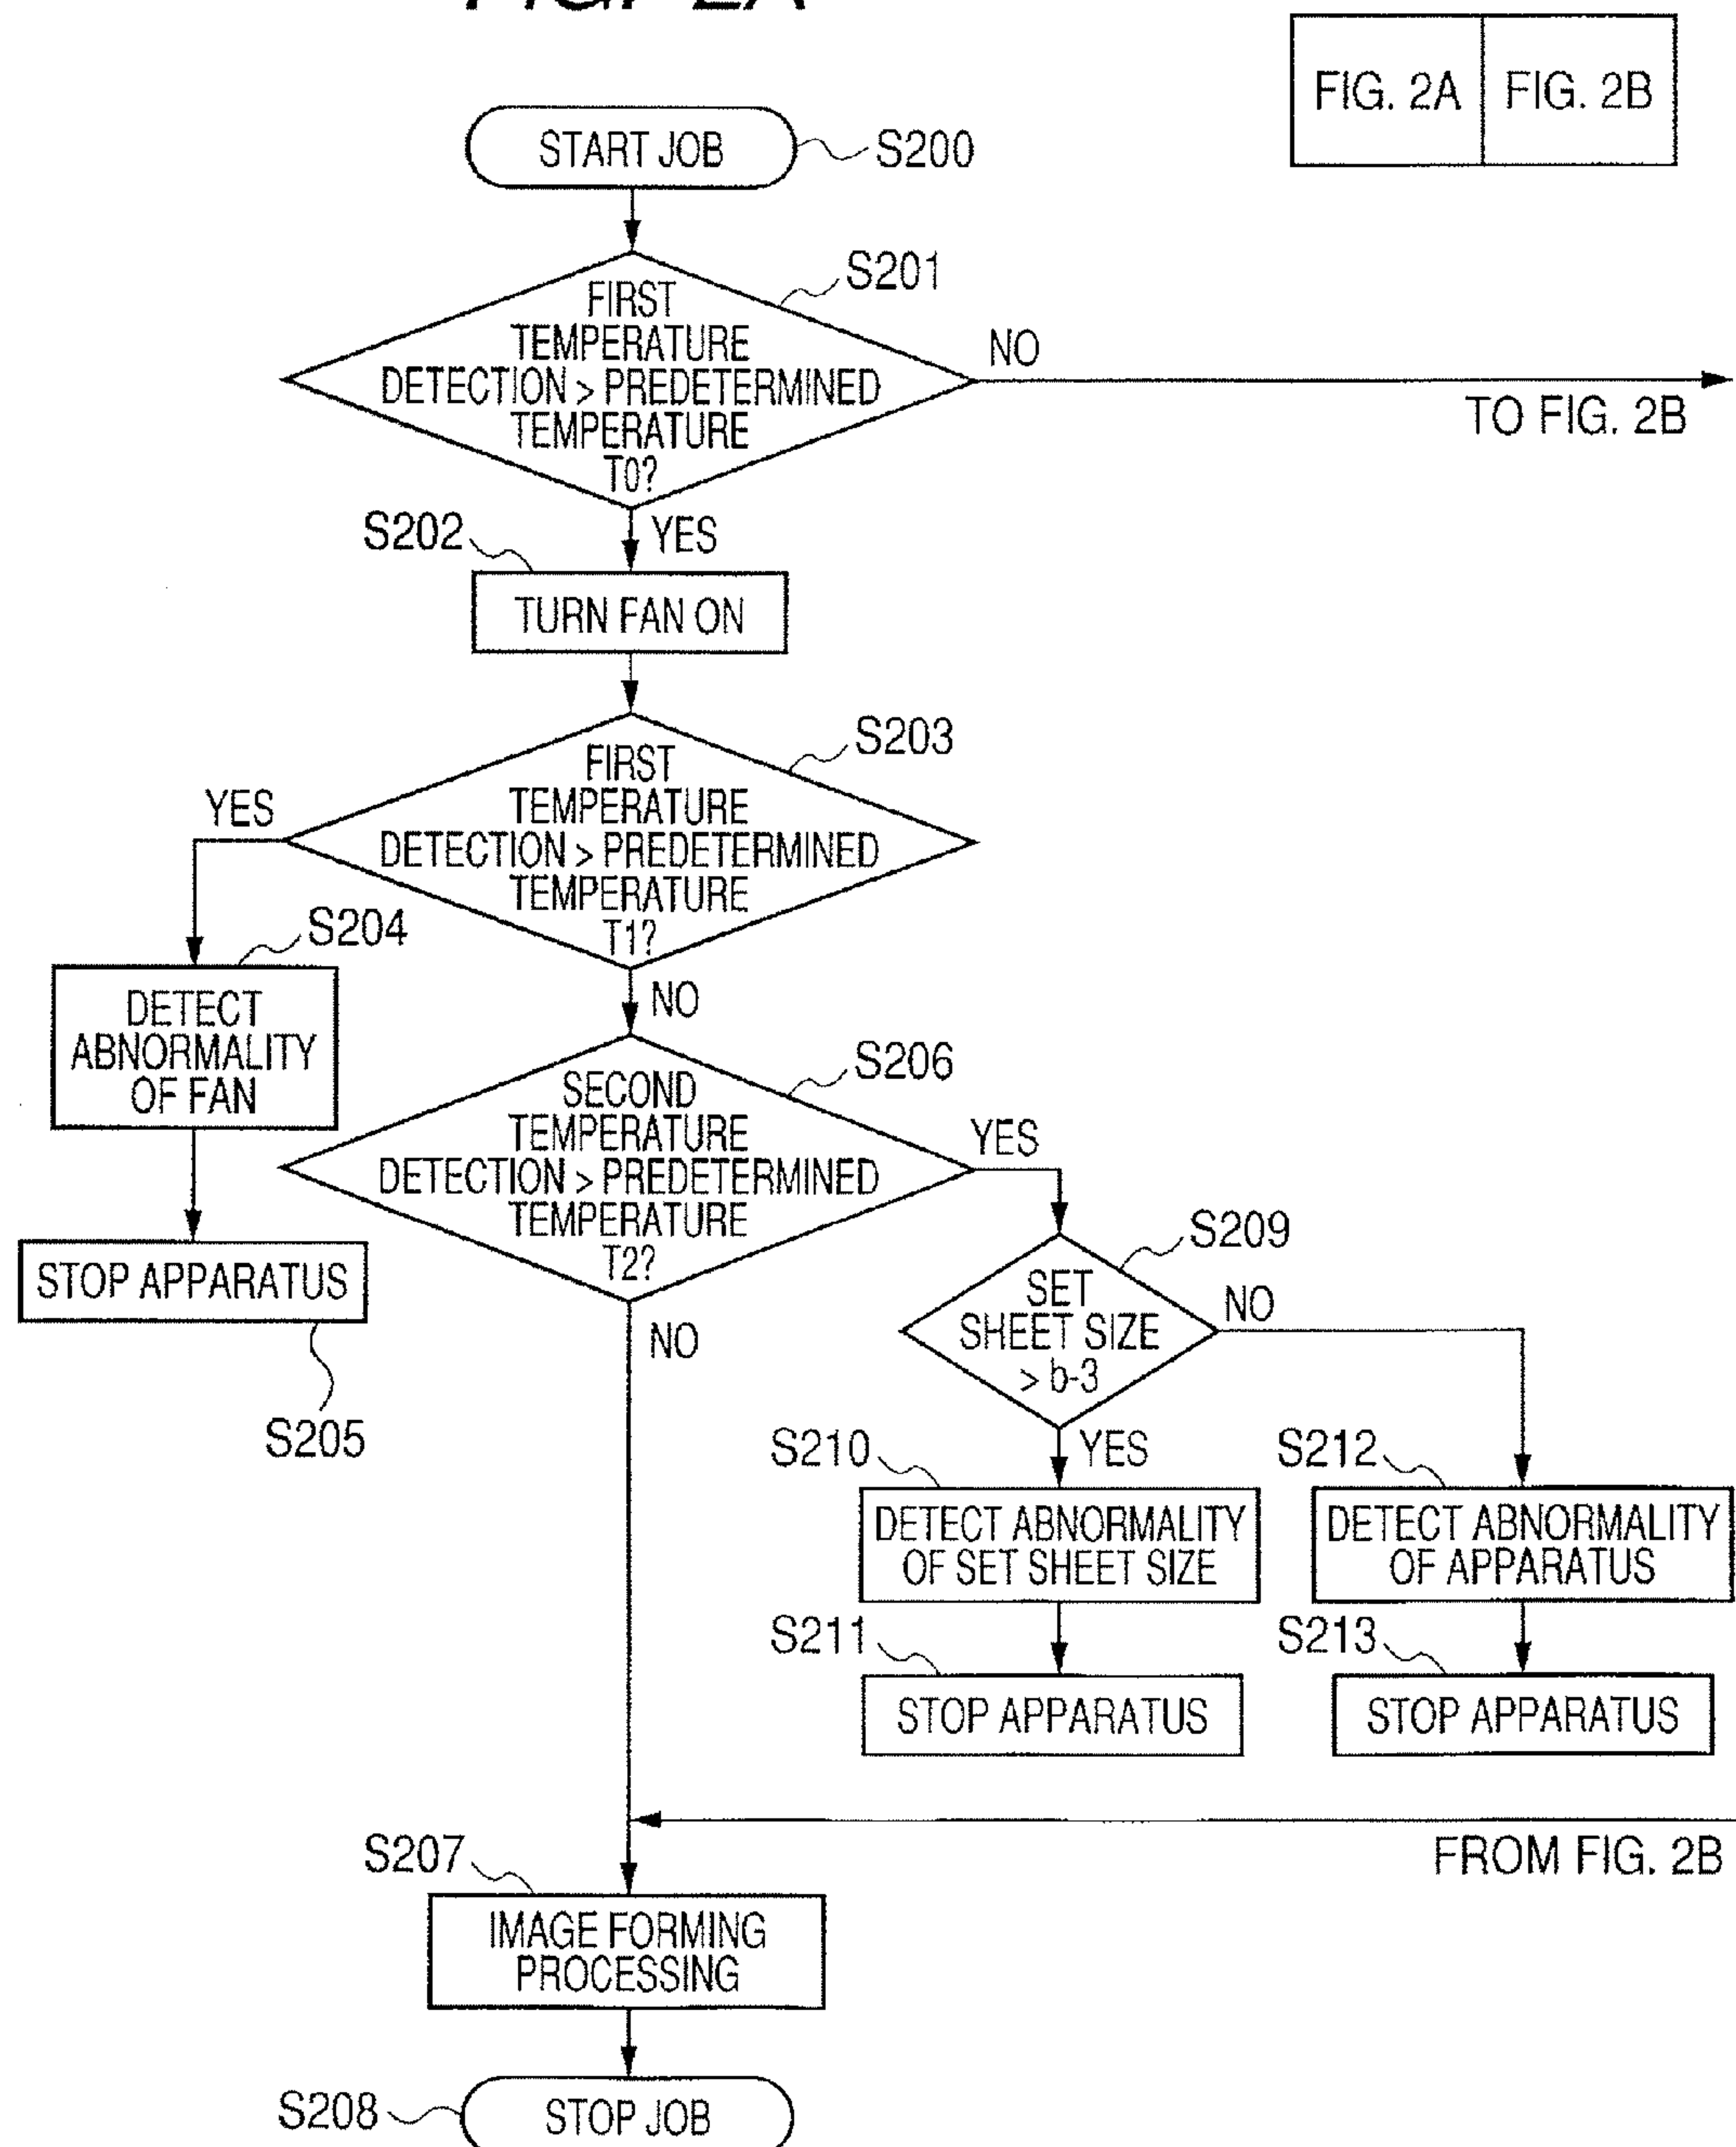 FIG. 2A
FIG. 2A
FIG. 2B
START JOB
S200
S201
FIRST
TEMPERATURE
DETECTION > PREDETERMINED
TEMPERATURE
T0?
NO
TO FIG. 2B
S202
YES
TURN FAN ON
S203
FIRST
TEMPERATURE
DETECTION > PREDETERMINED
TEMPERATURE
T1?
YES
S204
DETECT
ABNORMALITY
OF FAN
NO
STOP APPARATUS
S205
S206
SECOND
TEMPERATURE
DETECTION > PREDETERMINED
TEMPERATURE
T2?
YES
NO
S209
SET
SHEET SIZE
> b-3
NO
S210
YES
DETECT ABNORMALITY
OF SET SHEET SIZE
S212
DETECT ABNORMALITY
OF APPARATUS
S211
STOP APPARATUS
S213
STOP APPARATUS
FROM FIG. 2B
S207
IMAGE FORMING
PROCESSING
S208
STOP JOB